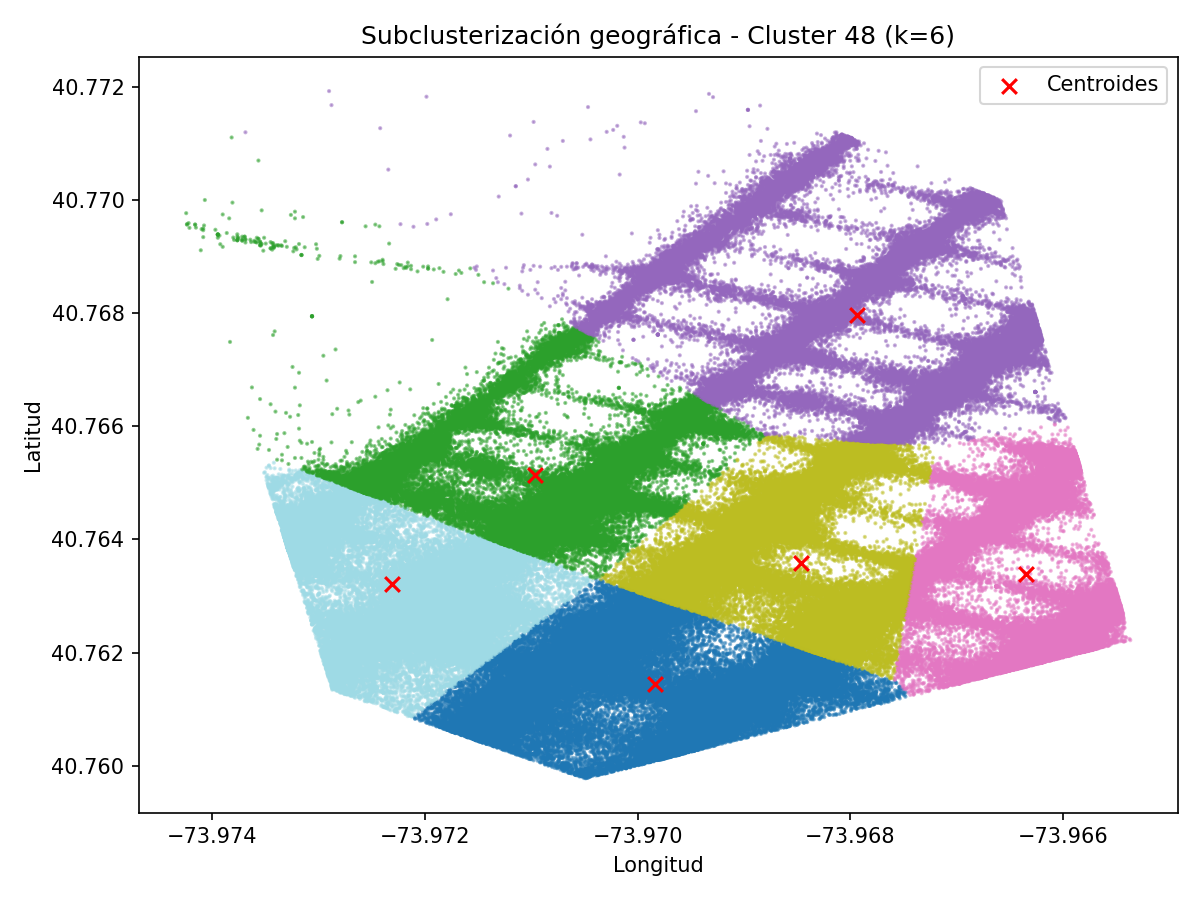 Subclusterización geográfica - Cluster 48 (k=6)
Centroides
40.772
40.770
40.768
40.766
40.764
40.762
40.760
Latitud
−73.974 −73.972 −73.970 −73.968 −73.966
Longitud